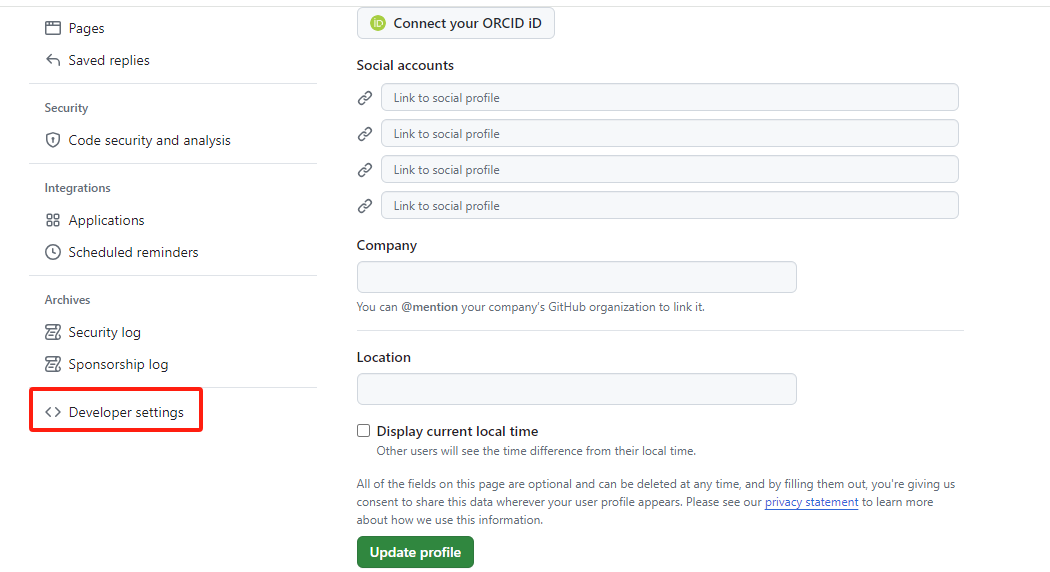 Pages
Saved replies
Security
Code security and analysis
Integrations
Applications
Scheduled reminders
Archives
Security log
Sponsorship log
Developer settings
iD Connect your ORCID iD
Social accounts
Link to social profile
Link to social profile
Link to social profile
Link to social profile
Company
You can @mention your company's GitHub organization to link it.
Location
Display current local time
Other users will see the time difference from their local time.
All of the fields on this page are optional and can be deleted at any time, and by filling them out, you're giving us
consent to share this data wherever your user profile appears. Please see our privacy statement to learn more
about how we use this information.
Update profile